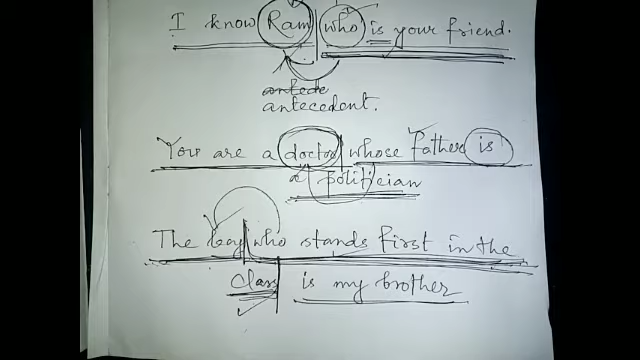 I know Ram who is your friend.
antede
antecedent.
You are a doctor whose father is
a politician
The boy who stands first in the
class is my brother